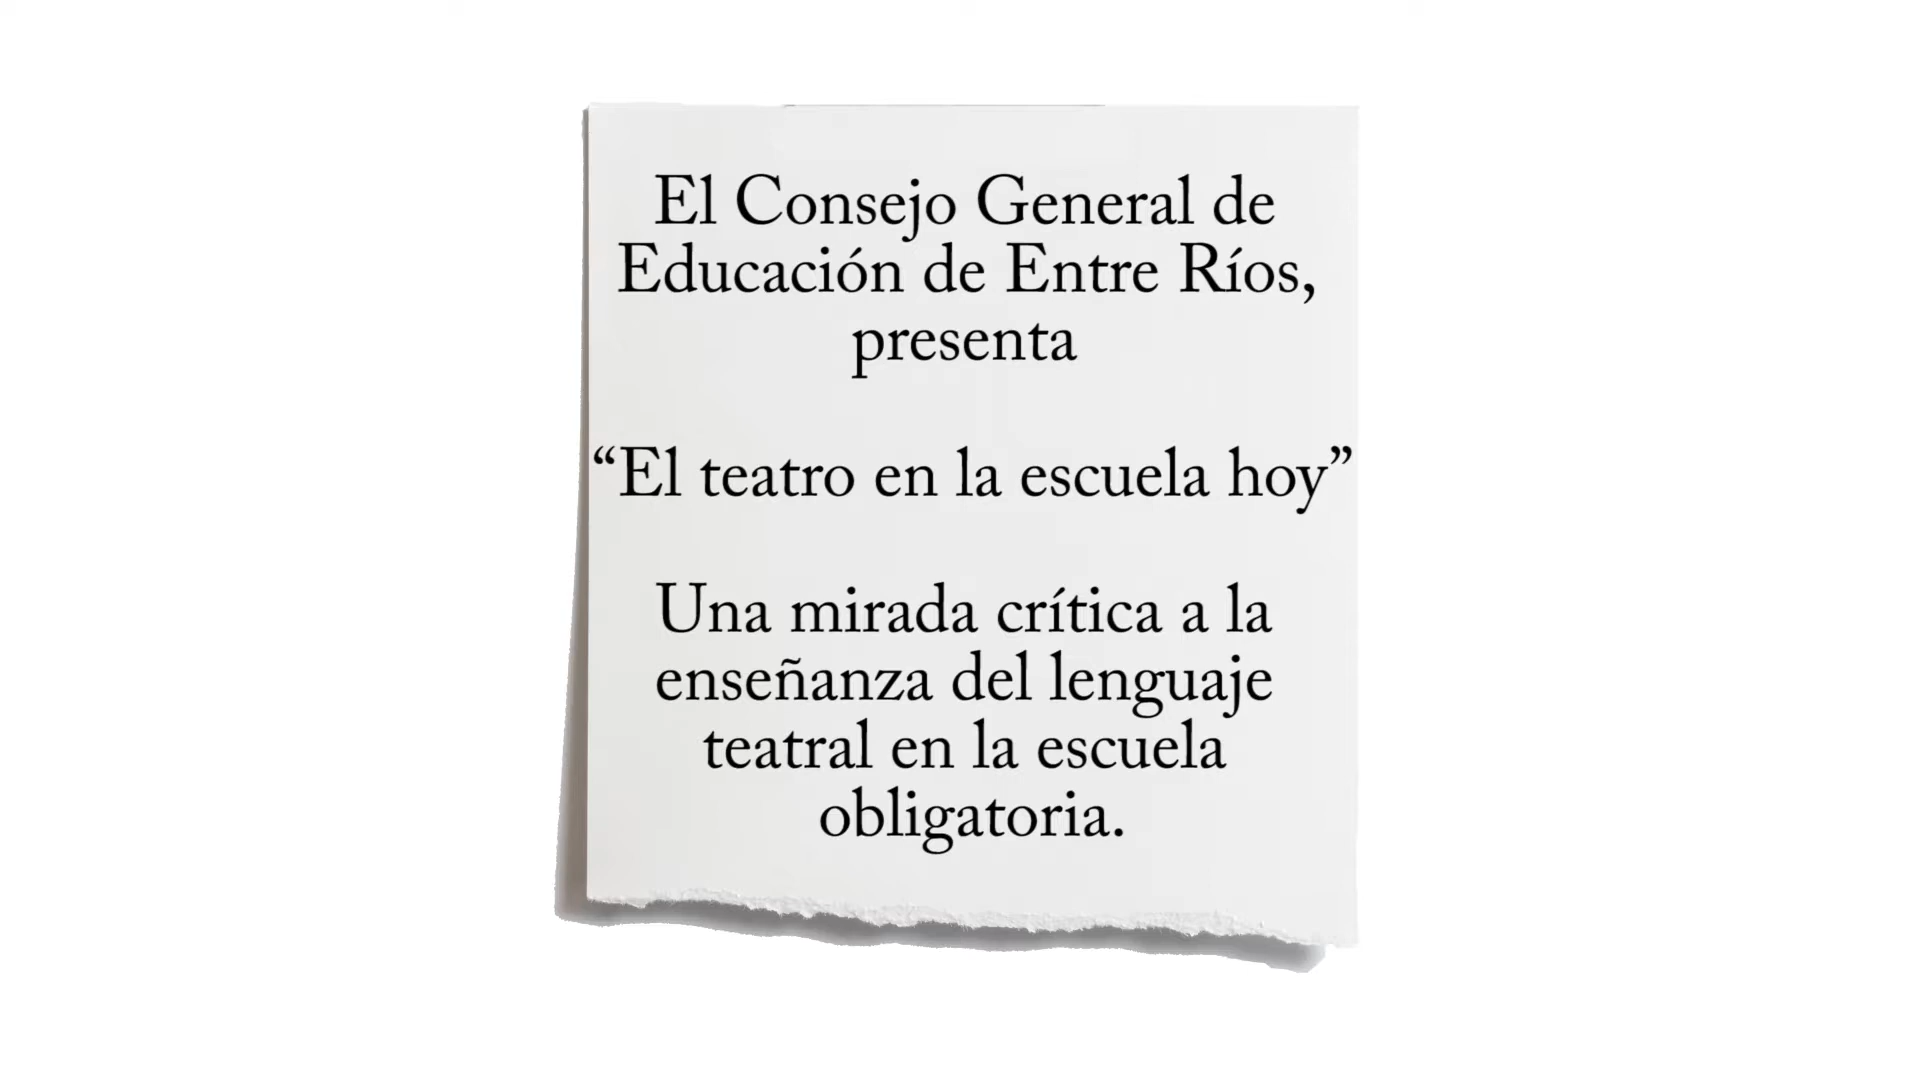 El Consejo General de
Educación de Entre Ríos,
presenta
“El teatro en la escuela hoy”
Una mirada crítica a la
enseñanza del lenguaje
teatral en la escuela
obligatoria.